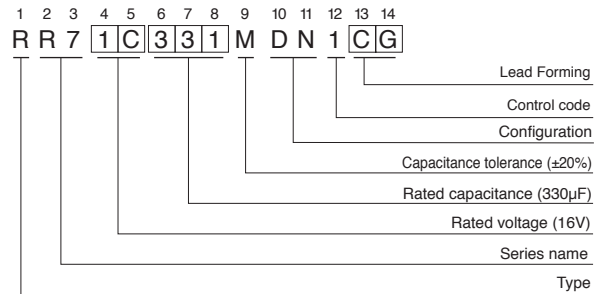 1 2 3 4 5 6 7 8 9 10 11 12 13 14
R R 7 1 C 3 3 1 M D N 1 C G
Lead Forming
Control code
Configuration
Capacitance tolerance (±20%)
Rated capacitance (330µF)
Rated voltage (16V)
Series name
Type